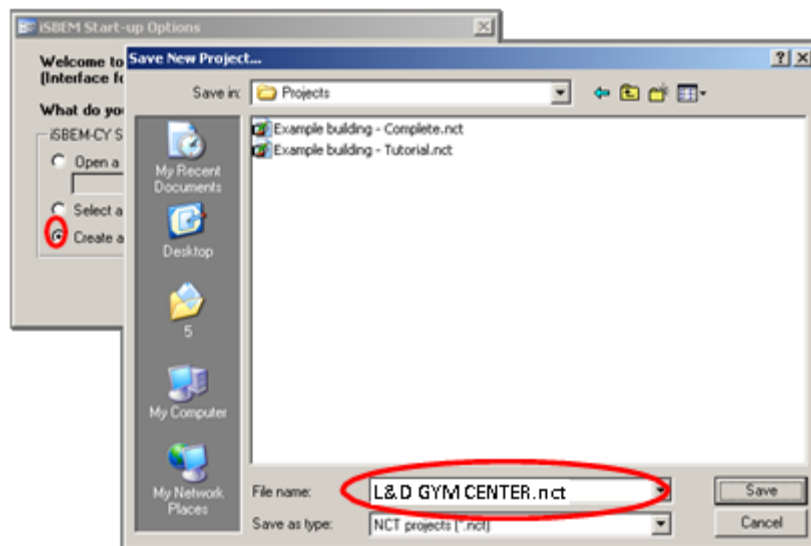 iSBEM Start-up Options
Welcome to
(Interface fo
What do yo
iSBEM-CY S
Open a
Select a
Create a
Save New Project...
Save in:
Projects
Example building - Complete.nct
Example building - Tutorial.nct
My Recent
Documents
Desktop
5
My Computer
My Network
Places
File name:
L&D GYM CENTER.nct
Save
Save as type:
NCT projects (*.nct)
Cancel